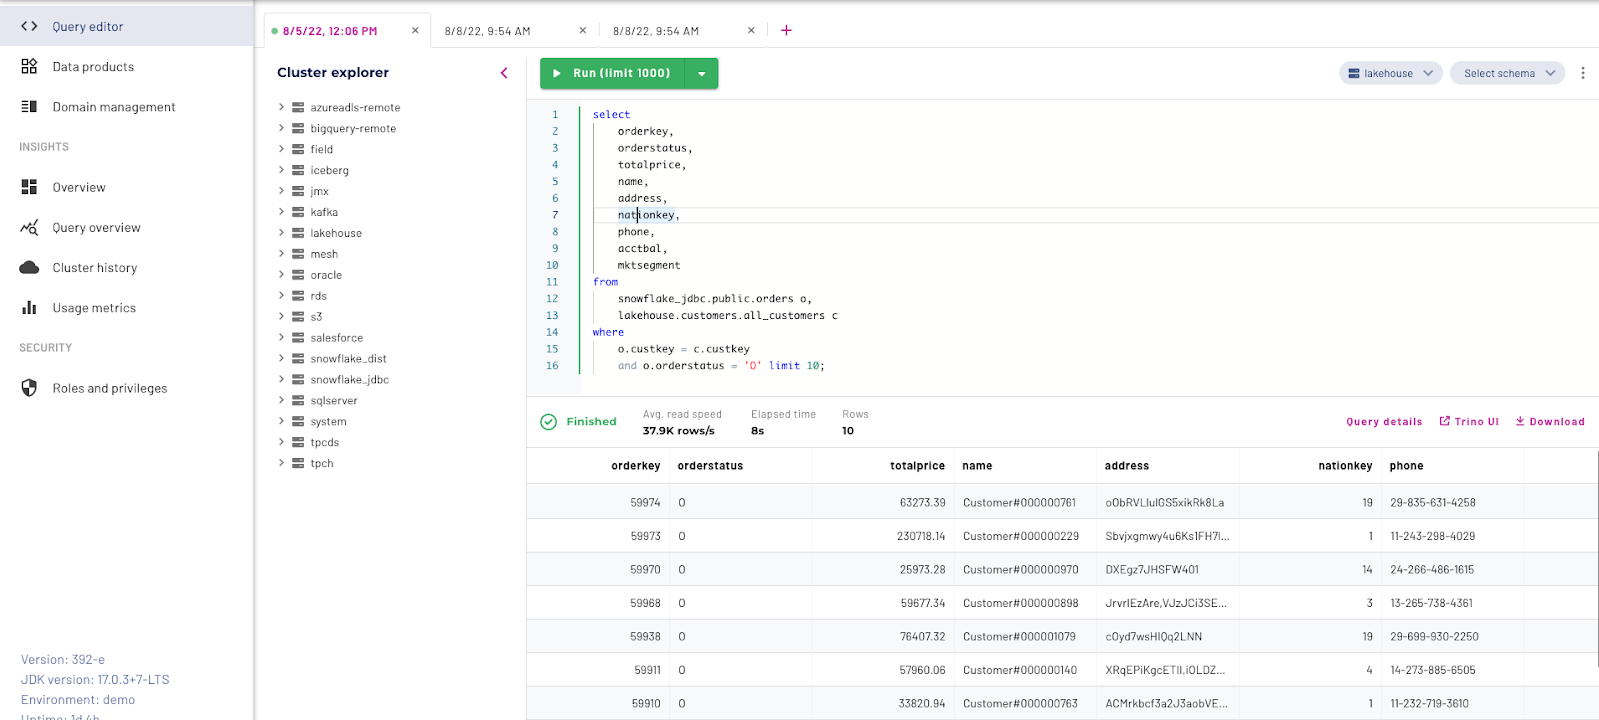 Query editor
Data products
Domain management
INSIGHTS
Overview
Query overview
Cluster history
Usage metrics
SECURITY
Roles and privileges
Version: 392-e
JDK version: 17.0.3+7-LTS
Environment: demo
Uptime: 1d 4h
8/5/22, 12:06 PM
8/8/22, 9:54 AM
8/8/22, 9:54 AM
Cluster explorer
azureadls-remote
bigquery-remote
field
iceberg
jmx
kafka
lakehouse
mesh
oracle
rds
s3
salesforce
snowflake_dist
snowflake_jdbc
sqlserver
system
tpcds
tpch
Run (limit 1000)
lakehouse
Select schema
1 select
2 orderkey,
3 orderstatus,
4 totalprice,
5 name,
6 address,
7 nationkey,
8 phone,
9 acctbal,
10 mktsegment
11 from
12 snowflake_jdbc.public.orders o,
13 lakehouse.customers.all_customers c
14 where
15 o.custkey = c.custkey
16 and o.orderstatus = 'O' limit 10;
Finished
Avg. read speed Elapsed time Rows
37.9K rows/s 8s 10
Query details Trino UI Download
orderkey orderstatus totalprice name address nationkey phone
59974 O 63273.39 Customer#000000761 oObRVLIuIGS5xikRk8La 19 29-835-631-4258
59973 O 230718.14 Customer#000000229 Sbvjxgmwy4u6Ks1FH7l... 1 11-243-298-4029
59970 O 25973.28 Customer#000000970 DXEgz7JHSFW401 14 24-266-486-1615
59968 O 59677.34 Customer#000000898 JrvrIEzAre,VJzJCi3SE... 3 13-265-738-4361
59938 O 76407.32 Customer#000001079 cOyd7wsHIQq2LNN 19 29-699-930-2250
59911 O 57960.06 Customer#000000140 XRqEPiKgcETII,iOLDZ... 4 14-273-885-6505
59910 O 33820.94 Customer#000000763 ACMrkbcf3a2J3aobVE... 1 11-232-719-3610